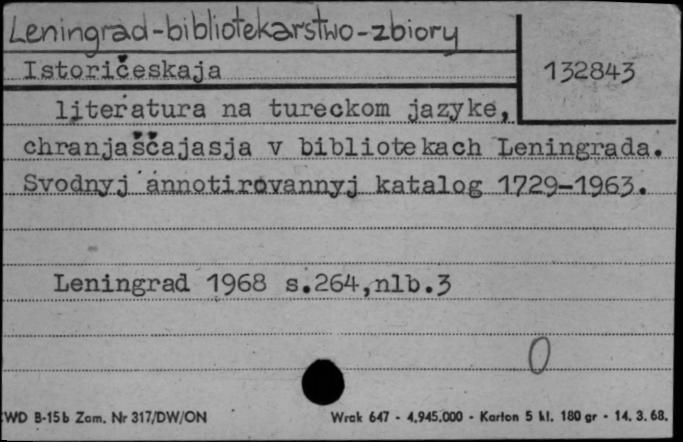 Leningrad-bibliotekarstwo-zbiory
Istoričeskaja
132843
literatura na tureckom jazyke,
chranjaščajasja v bibliotekach Leningrada.
Svodnyj annotirovannyj katalog 1729-1963.
Leningrad 1968 s.264,nlb.3
0
WD B-15b Zam. Nr 317/DW/ON
Wrak 647 - 4.945.000 - Karton 5 kl. 180 gr - 14. 3. 68.